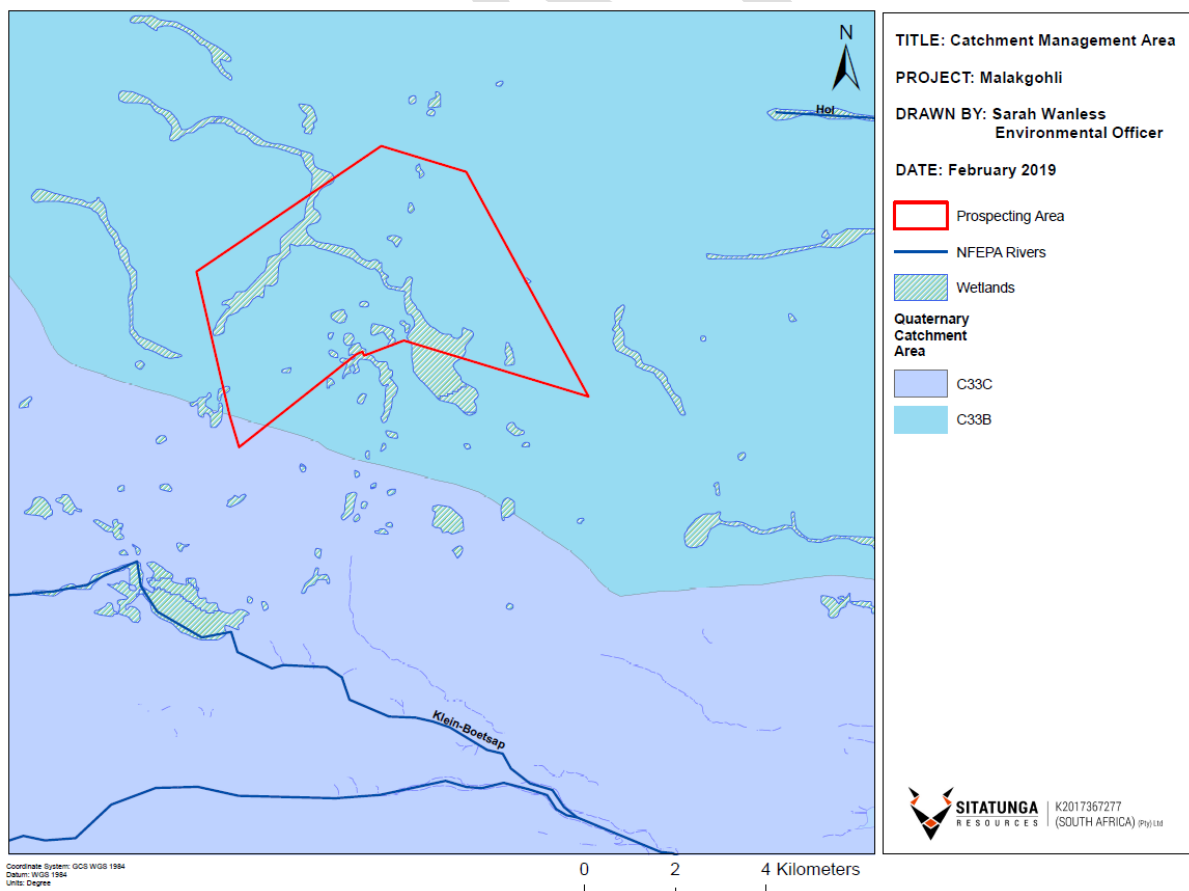 N
Hol
Klein-Boetsap
TITLE: Catchment Management Area
PROJECT: Malakgohli
DRAWN BY: Sarah Wanless
Environmental Officer
DATE: February 2019
Prospecting Area
NFEPA Rivers
Wetlands
Quaternary
Catchment
Area
C33C
C33B
SITATUNGA
RESOURCES
K2017367277
(SOUTH AFRICA) (Pty) Ltd
Coordinate System: GCS WGS 1984
Datum: WGS 1984
Units: Degree
0 2 4 Kilometers